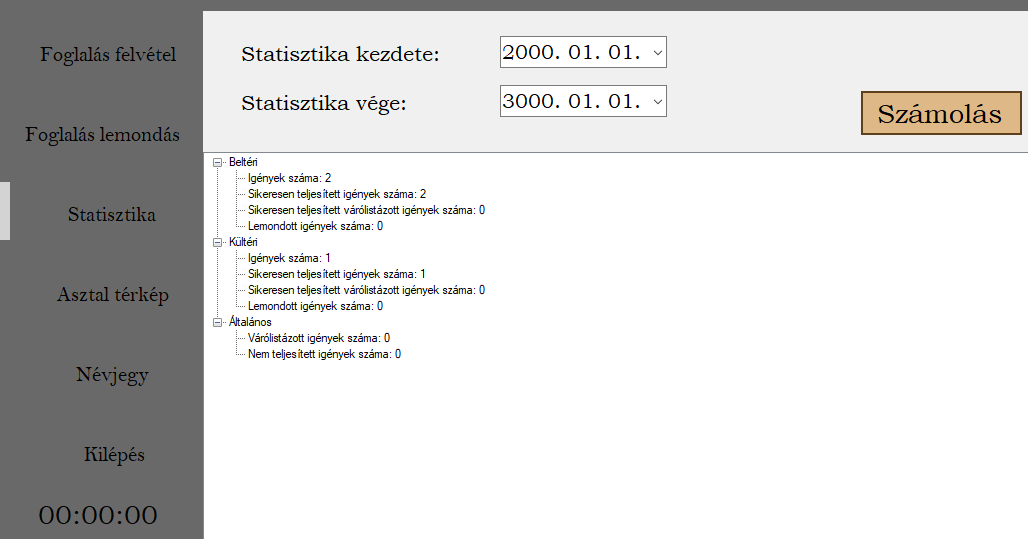 Foglalás felvétel
Foglalás lemondás
Statisztika
Asztal térkép
Névjegy
Kilépés
00:00:00
Statisztika kezdete: 2000. 01. 01.
Statisztika vége: 3000. 01. 01.
Számolás
Beltéri
Igények száma: 2
Sikeresen teljesített igények száma: 2
Sikeresen teljesített várólistázott igények száma: 0
Lemondott igények száma: 0
Kültéri
Igények száma: 1
Sikeresen teljesített igények száma: 1
Sikeresen teljesített várólistázott igények száma: 0
Lemondott igények száma: 0
Általános
Várólistázott igények száma: 0
Nem teljesített igények száma: 0